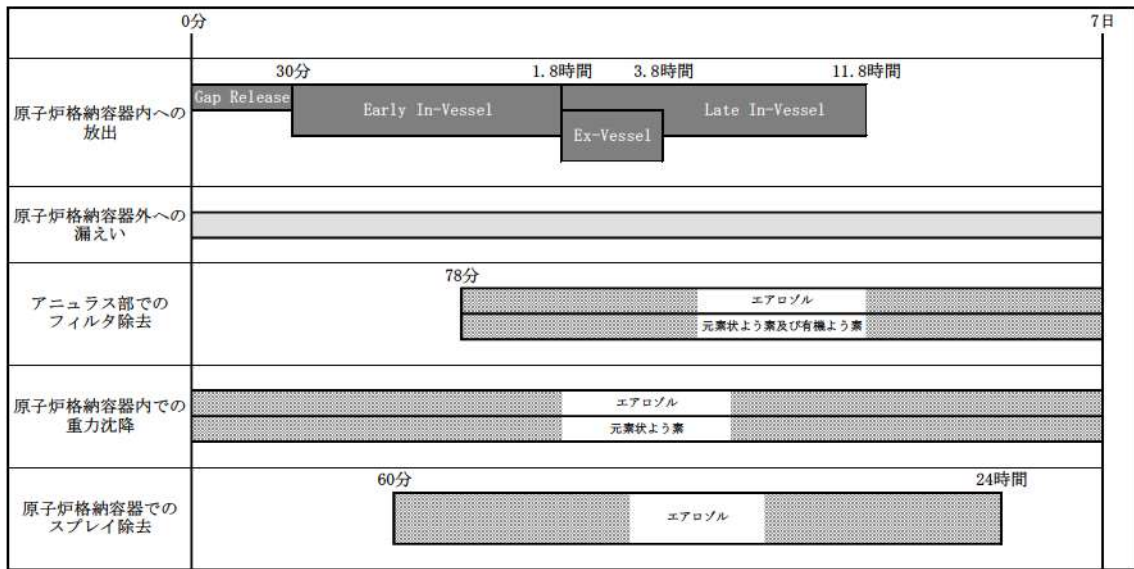 0分
7日
原子炉格納容器内への
放出
30分
1.8時間
3.8時間
11.8時間
Gap Release
Early In-Vessel
Late In-Vessel
Ex-Vessel
原子炉格納容器外への
漏えい
アニュラス部での
フィルタ除去
78分
エアロゾル
元素状よう素及び有機よう素
原子炉格納容器内での
重力沈降
エアロゾル
元素状よう素
原子炉格納容器での
スプレイ除去
60分
24時間
エアロゾル